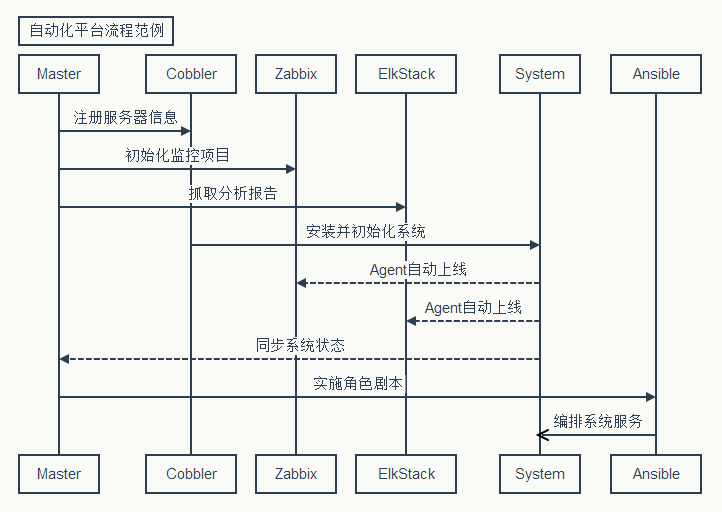 自动化平台流程范例
Master
Cobbler
Zabbix
ElkStack
System
Ansible
注册服务器信息
初始化监控项目
抓取分析报告
安装并初始化系统
Agent自动上线
Agent自动上线
同步系统状态
实施角色剧本
编排系统服务
Master
Cobbler
Zabbix
ElkStack
System
Ansible